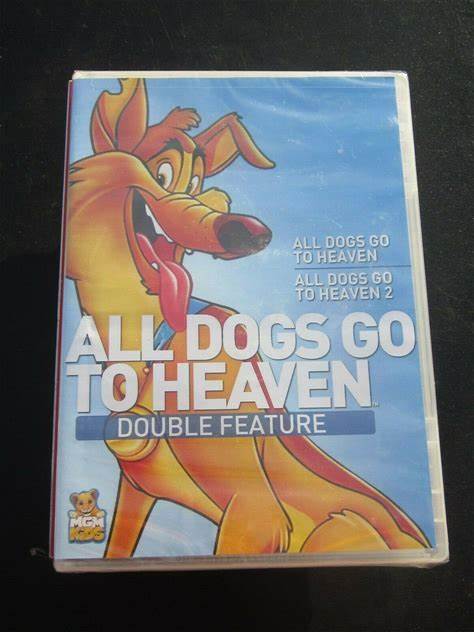 ALL DOGS GO
TO HEAVEN
ALL DOGS GO
TO HEAVEN 2
ALL DOGS GO
TO HEAVEN™
DOUBLE FEATURE
MGM
KIDS